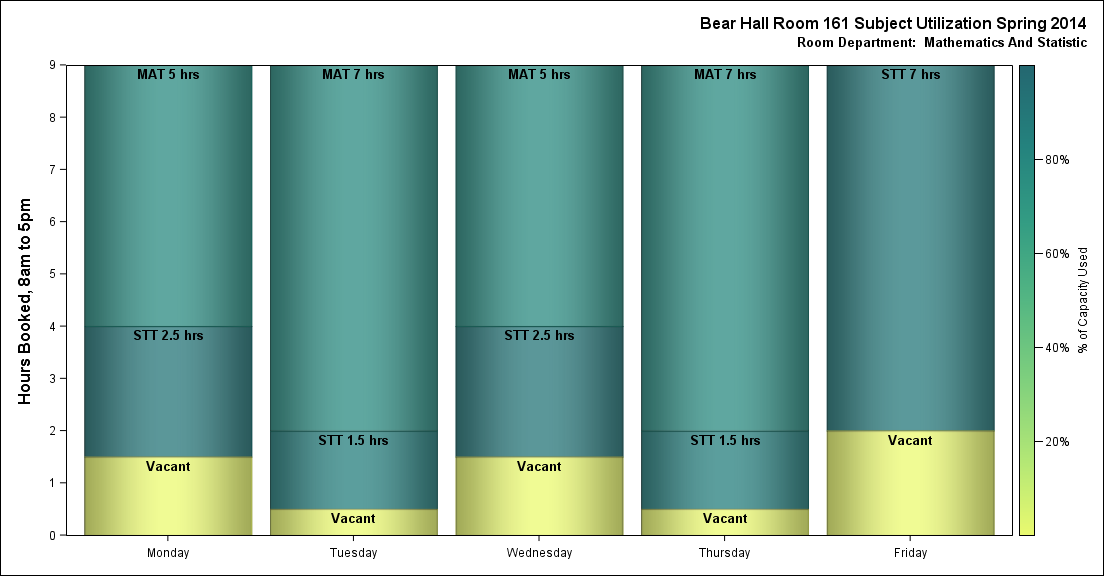 Bear Hall Room 161 Subject Utilization Spring 2014
Room Department:  Mathematics And Statistic
Hours Booked, 8am to 5pm
9
8
7
6
5
4
3
2
1
0
MAT 5 hrs
STT 2.5 hrs
Vacant
MAT 7 hrs
STT 1.5 hrs
Vacant
MAT 5 hrs
STT 2.5 hrs
Vacant
MAT 7 hrs
STT 1.5 hrs
Vacant
STT 7 hrs
Vacant
Monday
Tuesday
Wednesday
Thursday
Friday
80%
60%
40%
20%
% of Capacity Used